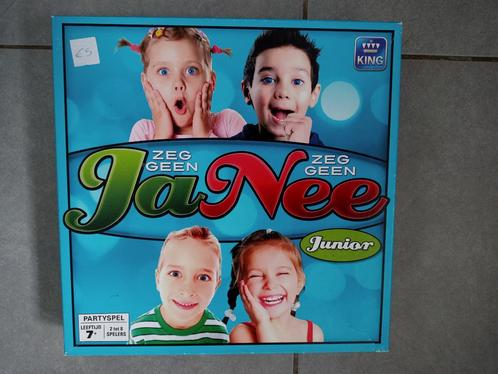 €5
KING
ZEG
GEEN
Ja
ZEG
GEEN
Nee
Junior
PARTYSPEL
LEEFTIJD
7+
2 tot 8
SPELERS